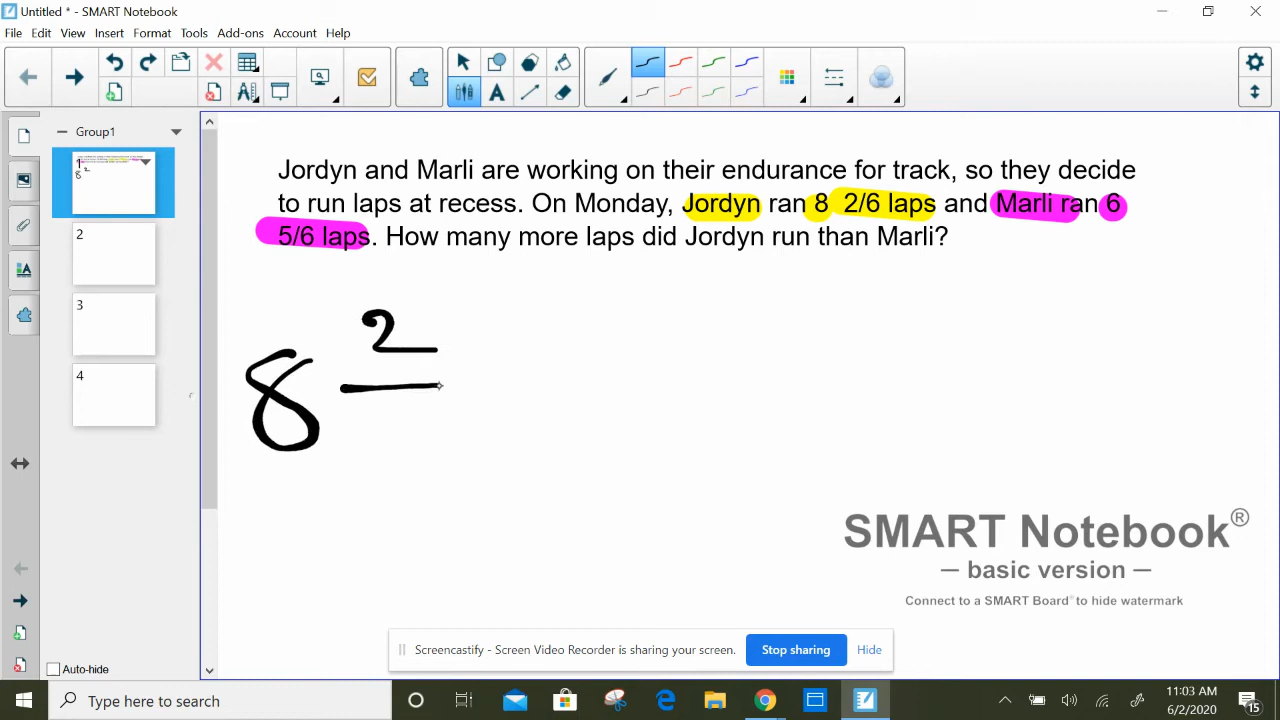 Untitled * - SMART Notebook
File Edit View Insert Format Tools Add-ons Account Help
Group1
1
2
3
4
Auto-hide
Jordyn and Marli are working on their endurance for track, so they decide
to run laps at recess. On Monday, Jordyn ran 8 2/6 laps and Marli ran 6
5/6 laps. How many more laps did Jordyn run than Marli?
8 2
SMART Notebook®
— basic version —
Connect to a SMART Board® to hide watermark
Screencastify - Screen Video Recorder is sharing your screen. Stop sharing Hide
Type here to search
11:03 AM
6/2/2020
15